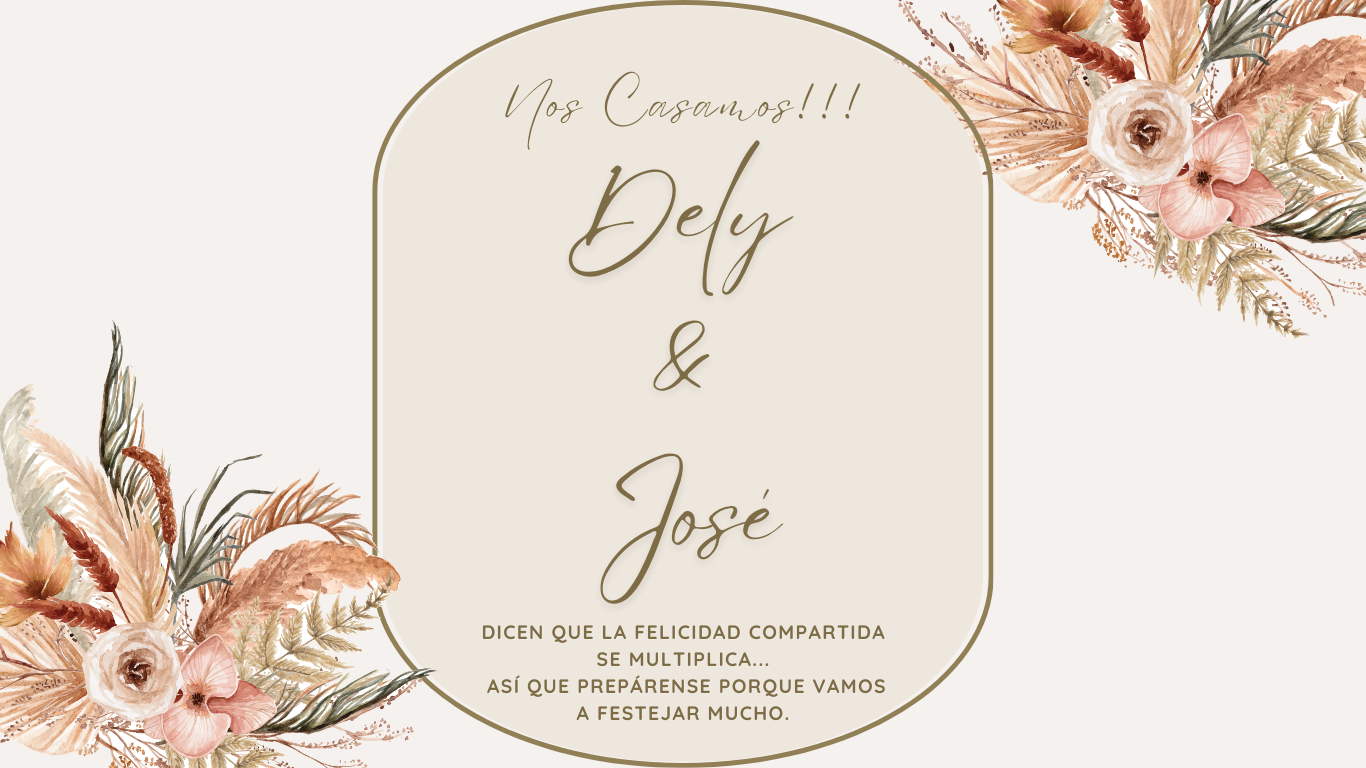 Nos Casamos!!!
Dely
&
José
DICEN QUE LA FELICIDAD COMPARTIDA
SE MULTIPLICA...
ASÍ QUE PREPÁRENSE PORQUE VAMOS
A FESTEJAR MUCHO.